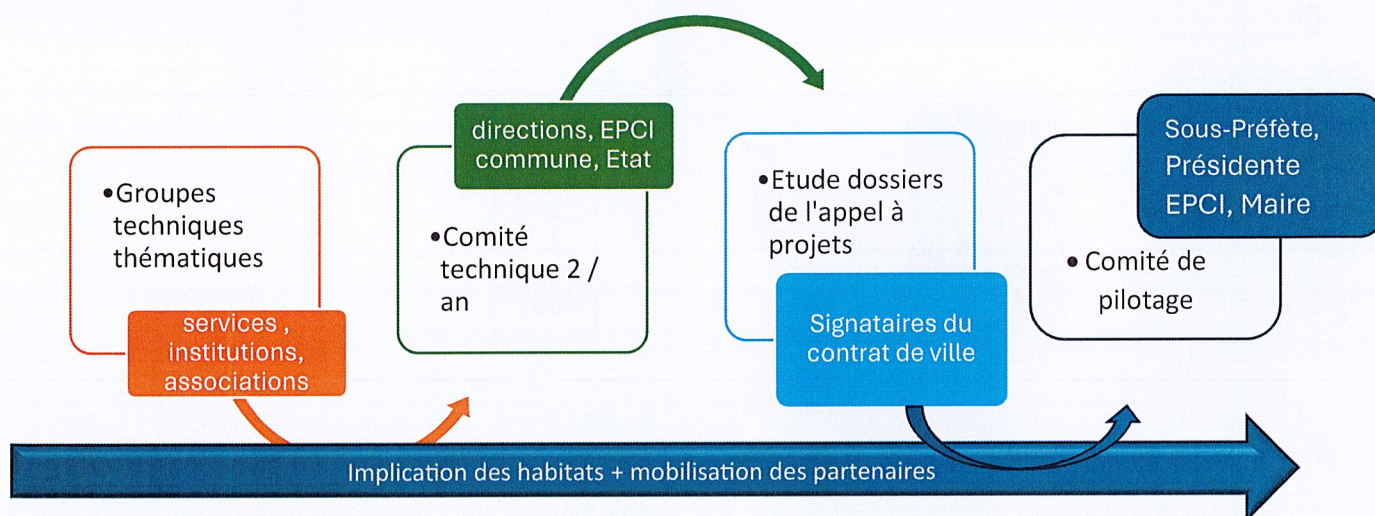 •Groupes
techniques
thématiques
services ,
institutions,
associations
directions, EPCI
commune, Etat
•Comité
technique 2 /
an
•Etude dossiers
de l'appel à
projets
Signataires du
contrat de ville
Sous-Préfète,
Présidente
EPCI, Maire
• Comité de
pilotage
Implication des habitats + mobilisation des partenaires